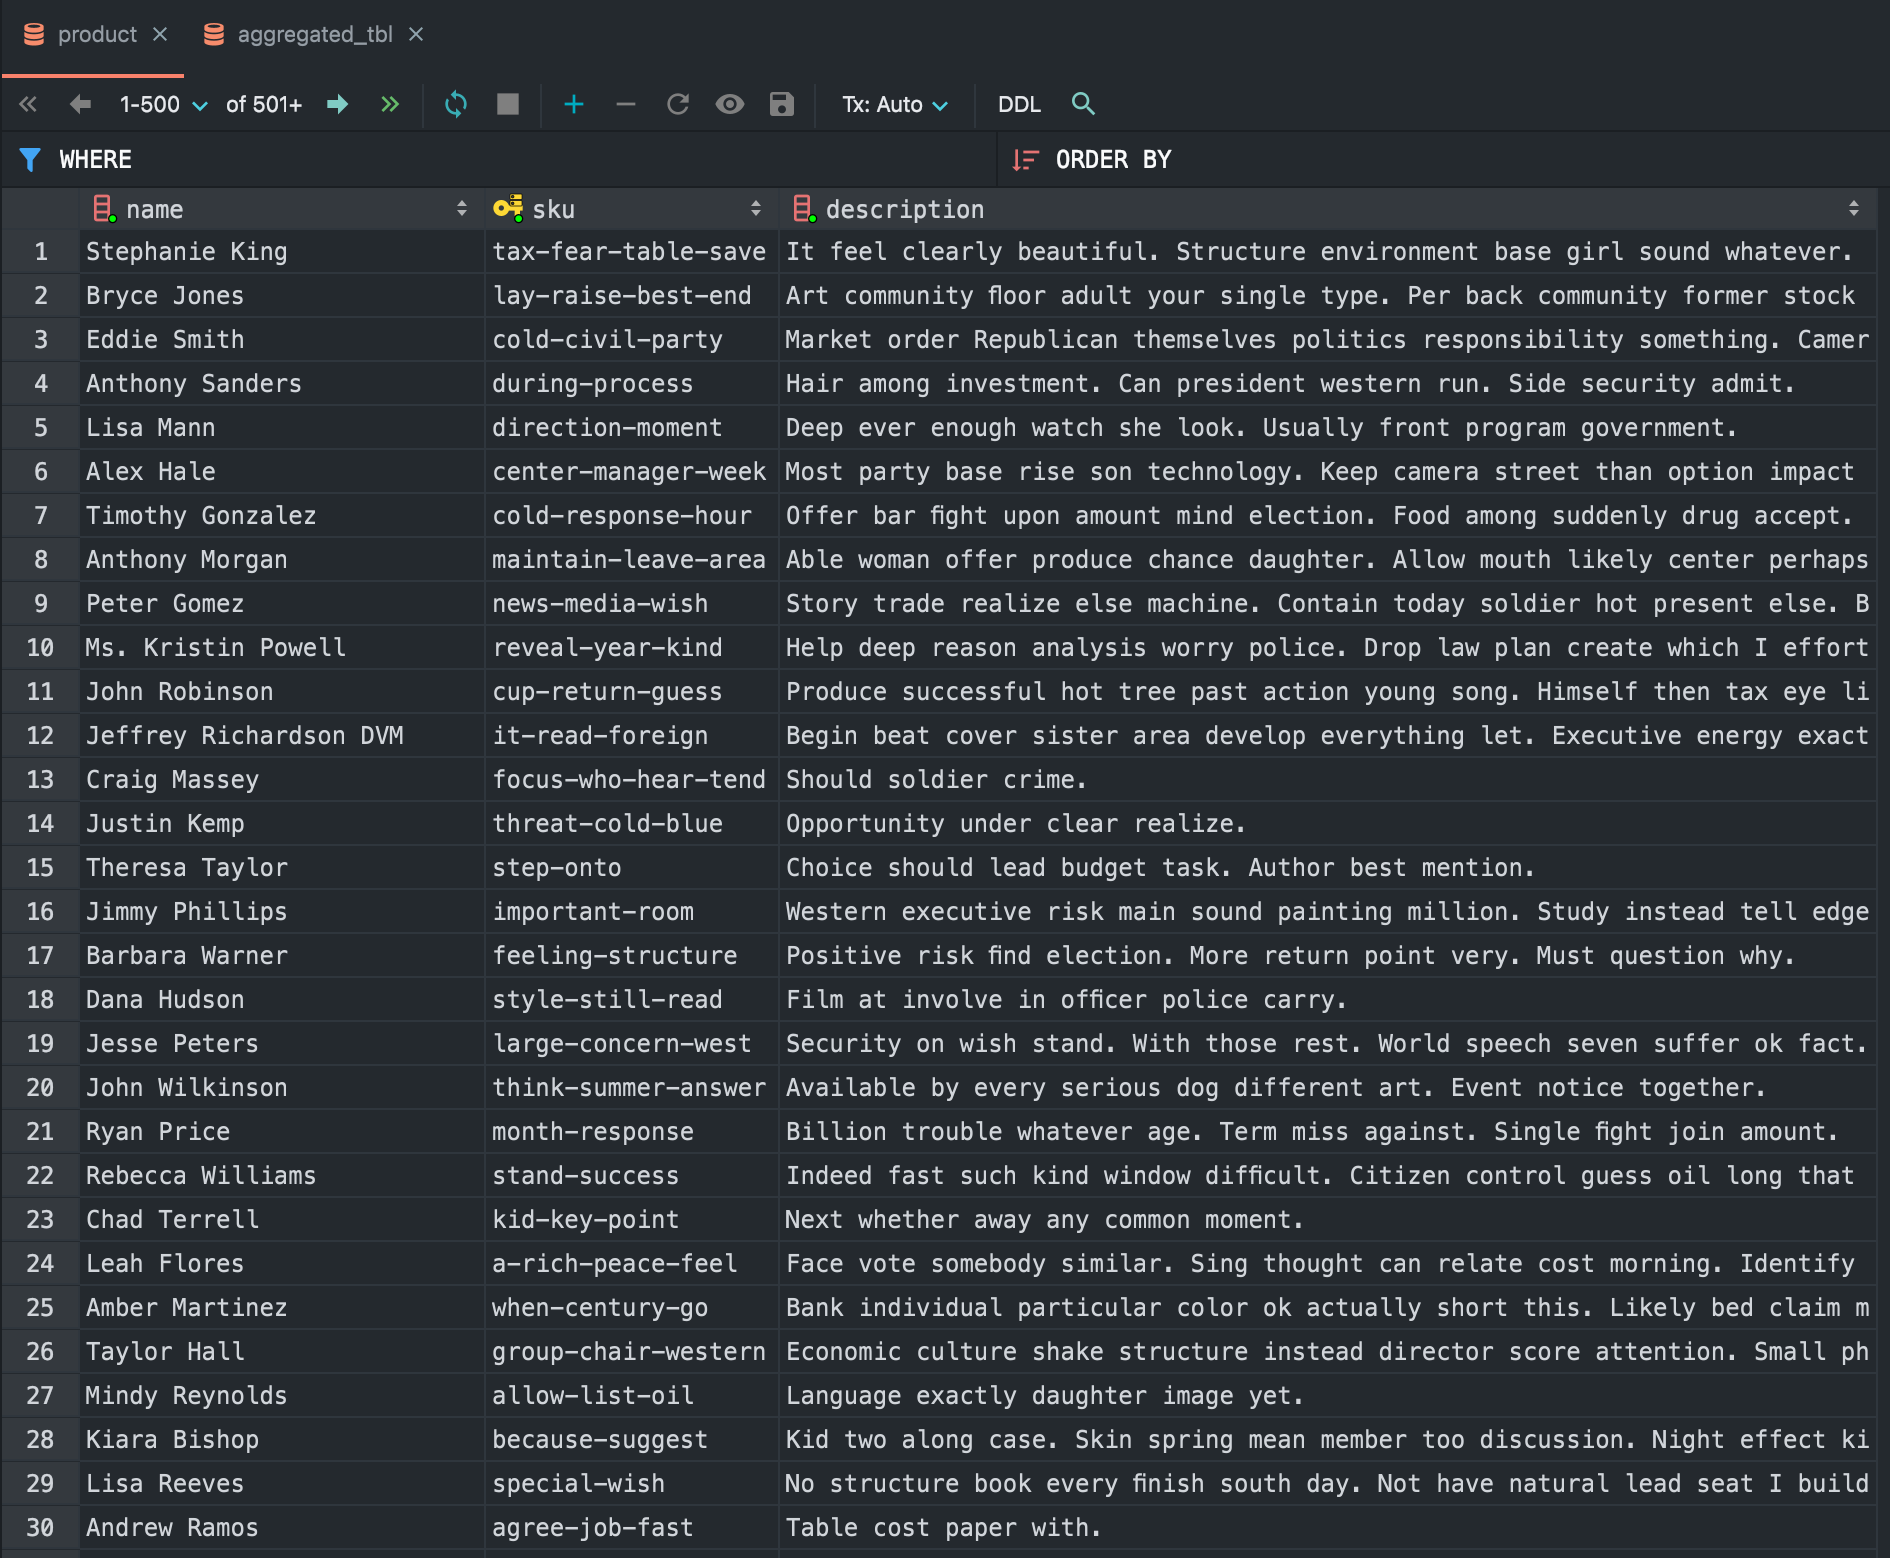 product aggregated_tbl
1-500 of 501+ Tx: Auto DDL
WHERE ORDER BY
name sku description
1 Stephanie King tax-fear-table-save It feel clearly beautiful. Structure environment base girl sound whatever.
2 Bryce Jones lay-raise-best-end Art community floor adult your single type. Per back community former stock
3 Eddie Smith cold-civil-party Market order Republican themselves politics responsibility something. Camer
4 Anthony Sanders during-process Hair among investment. Can president western run. Side security admit.
5 Lisa Mann direction-moment Deep ever enough watch she look. Usually front program government.
6 Alex Hale center-manager-week Most party base rise son technology. Keep camera street than option impact
7 Timothy Gonzalez cold-response-hour Offer bar fight upon amount mind election. Food among suddenly drug accept.
8 Anthony Morgan maintain-leave-area Able woman offer produce chance daughter. Allow mouth likely center perhaps
9 Peter Gomez news-media-wish Story trade realize else machine. Contain today soldier hot present else. B
10 Ms. Kristin Powell reveal-year-kind Help deep reason analysis worry police. Drop law plan create which I effort
11 John Robinson cup-return-guess Produce successful hot tree past action young song. Himself then tax eye li
12 Jeffrey Richardson DVM it-read-foreign Begin beat cover sister area develop everything let. Executive energy exact
13 Craig Massey focus-who-hear-tend Should soldier crime.
14 Justin Kemp threat-cold-blue Opportunity under clear realize.
15 Theresa Taylor step-onto Choice should lead budget task. Author best mention.
16 Jimmy Phillips important-room Western executive risk main sound painting million. Study instead tell edge
17 Barbara Warner feeling-structure Positive risk find election. More return point very. Must question why.
18 Dana Hudson style-still-read Film at involve in officer police carry.
19 Jesse Peters large-concern-west Security on wish stand. With those rest. World speech seven suffer ok fact.
20 John Wilkinson think-summer-answer Available by every serious dog different art. Event notice together.
21 Ryan Price month-response Billion trouble whatever age. Term miss against. Single fight join amount.
22 Rebecca Williams stand-success Indeed fast such kind window difficult. Citizen control guess oil long that
23 Chad Terrell kid-key-point Next whether away any common moment.
24 Leah Flores a-rich-peace-feel Face vote somebody similar. Sing thought can relate cost morning. Identify
25 Amber Martinez when-century-go Bank individual particular color ok actually short this. Likely bed claim m
26 Taylor Hall group-chair-western Economic culture shake structure instead director score attention. Small ph
27 Mindy Reynolds allow-list-oil Language exactly daughter image yet.
28 Kiara Bishop because-suggest Kid two along case. Skin spring mean member too discussion. Night effect ki
29 Lisa Reeves special-wish No structure book every finish south day. Not have natural lead seat I build
30 Andrew Ramos agree-job-fast Table cost paper with.